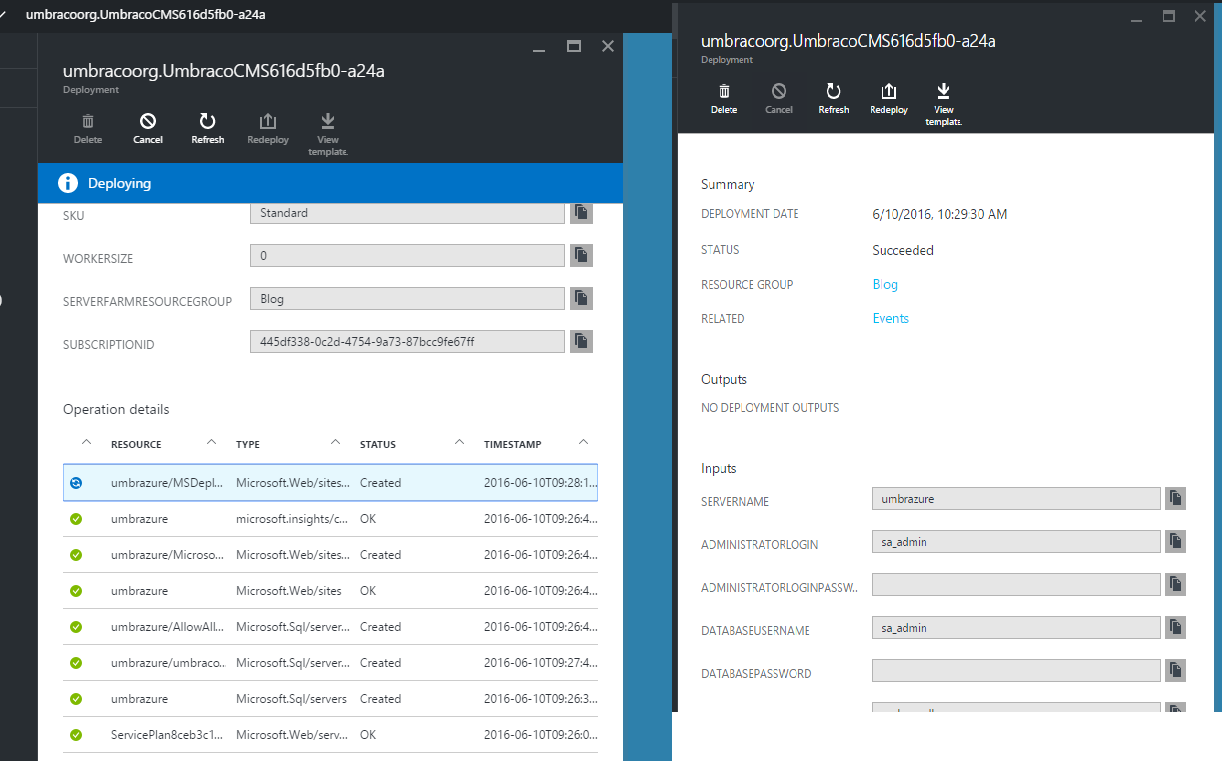 umbracoorg.UmbracoCMS616d5fb0-a24a
umbracoorg.UmbracoCMS616d5fb0-a24a
Deployment
Delete
Cancel
Refresh
Redeploy
View
template.
Deploying
SKU
Standard
WORKERSIZE
0
SERVERFARMRESOURCEGROUP
Blog
SUBSCRIPTIONID
445df338-0c2d-4754-9a73-87bcc9fe67ff
Operation details
RESOURCE TYPE STATUS TIMESTAMP
umbrazure/MSDepl... Microsoft.Web/sites... Created 2016-06-10T09:28:1...
umbrazure microsoft.insights/c... OK 2016-06-10T09:26:4...
umbrazure/Microso... Microsoft.Web/sites... Created 2016-06-10T09:26:4...
umbrazure Microsoft.Web/sites OK 2016-06-10T09:26:4...
umbrazure/AllowAll... Microsoft.Sql/server... Created 2016-06-10T09:26:4...
umbrazure/umbraco... Microsoft.Sql/server... Created 2016-06-10T09:27:4...
umbrazure Microsoft.Sql/servers Created 2016-06-10T09:26:3...
ServicePlan8ceb3c1... Microsoft.Web/serv... OK 2016-06-10T09:26:0...
umbracoorg.UmbracoCMS616d5fb0-a24a
Deployment
Delete
Cancel
Refresh
Redeploy
View
template.
Summary
DEPLOYMENT DATE
6/10/2016, 10:29:30 AM
STATUS
Succeeded
RESOURCE GROUP
Blog
RELATED
Events
Outputs
NO DEPLOYMENT OUTPUTS
Inputs
SERVERNAME
umbrazure
ADMINISTRATORLOGIN
sa_admin
ADMINISTRATORLOGINPASSW...
DATABASEUSERNAME
sa_admin
DATABASEPASSWORD